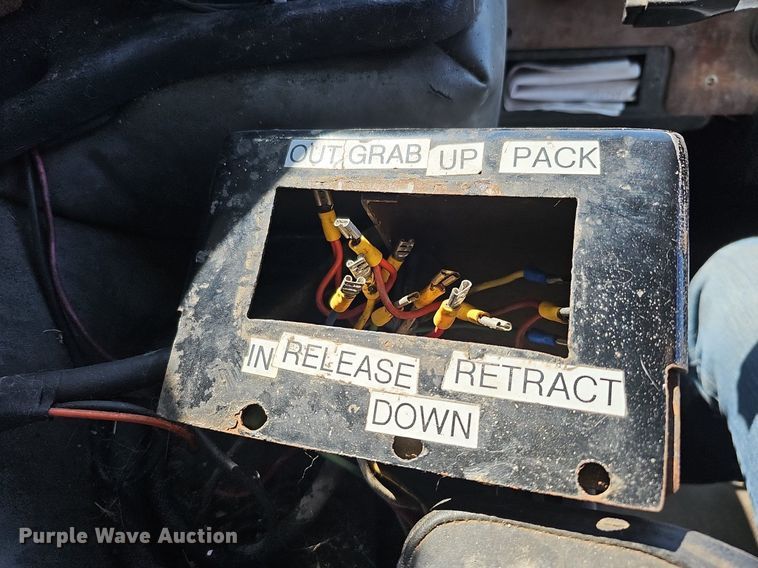 OUT GRAB UP PACK
IN RELEASE RETRACT
DOWN
Purple Wave Auction